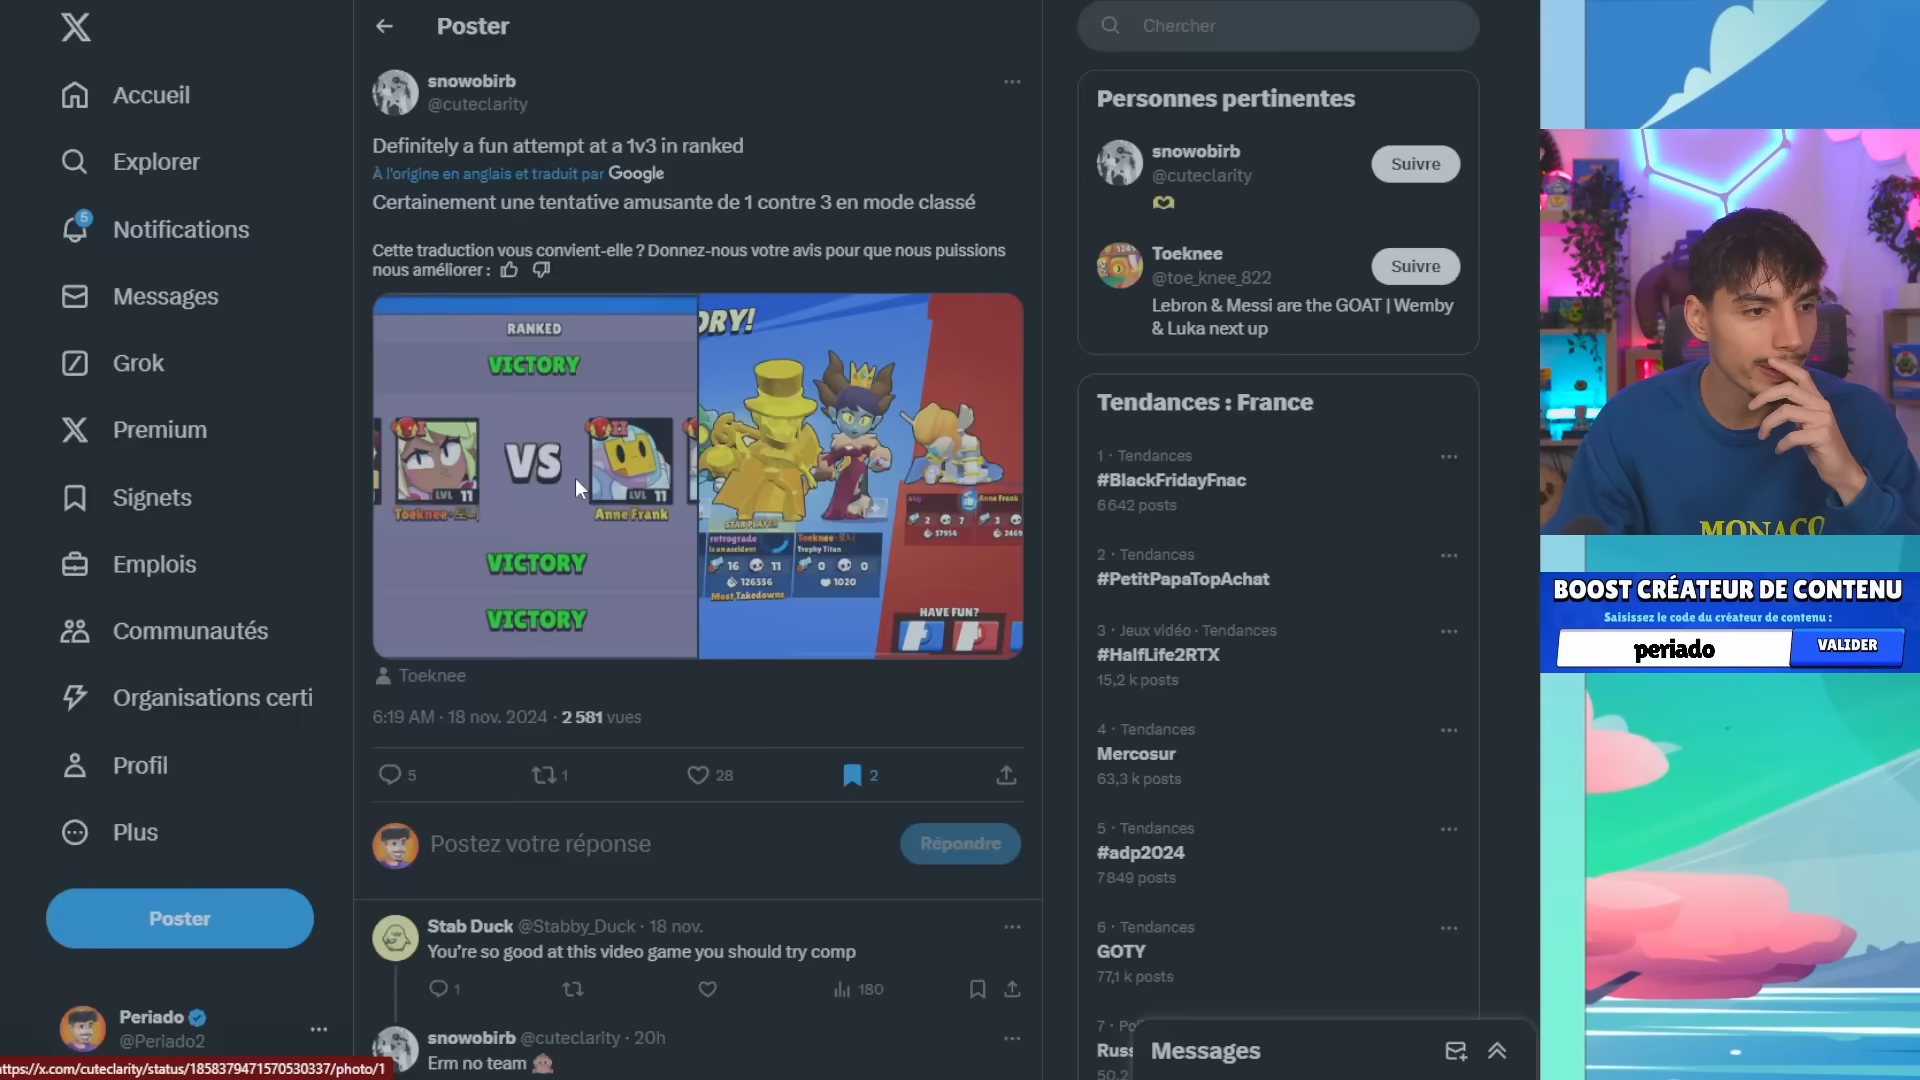 Accueil
Explorer
5
Notifications
Messages
Grok
Premium
Signets
Emplois
Communautés
Organisations certi
Profil
Plus
Poster
Periado
@Periado2
https://x.com/cuteclarity/status/1858379471570530337/photo/1
Poster
snowobirb
@cuteclarity
Definitely a fun attempt at a 1v3 in ranked
À l'origine en anglais et traduit par Google
Certainement une tentative amusante de 1 contre 3 en mode classé
Cette traduction vous convient-elle ? Donnez-nous votre avis pour que nous puissions
nous améliorer :
RANKED
VICTORY
LVL 11
VS
LVL 11
Toeknee
Anne Frank
VICTORY
VICTORY
ORY!
STAR PLAYER
retrograde
is an accident
16 11
126556
Most Takedowns
Toeknee
Trophy Titan
0 0
1020
2 7
57954
Anne Frank
3
HAVE FUN?
Toeknee
6:19 AM · 18 nov. 2024 · 2 581 vues
5 1 28 2
Postez votre réponse
Répondre
Stab Duck @Stabby_Duck · 18 nov.
You're so good at this video game you should try comp
1 180
snowobirb @cuteclarity · 20h
Erm no team
Chercher
Personnes pertinentes
snowobirb
@cuteclarity
Suivre
Toeknee
@toe_knee_822
Suivre
Lebron & Messi are the GOAT | Wemby
& Luka next up
Tendances : France
1 · Tendances
#BlackFridayFnac
6 642 posts
2 · Tendances
#PetitPapaTopAchat
3 · Jeux vidéo · Tendances
#HalfLife2RTX
15,2 k posts
4 · Tendances
Mercosur
63,3 k posts
5 · Tendances
#adp2024
7 849 posts
6 · Tendances
GOTY
77,1 k posts
7 · Pol
Russ
50,2
Messages
MONACO
BOOST CRÉATEUR DE CONTENU
Saisissez le code du créateur de contenu :
periado
VALIDER